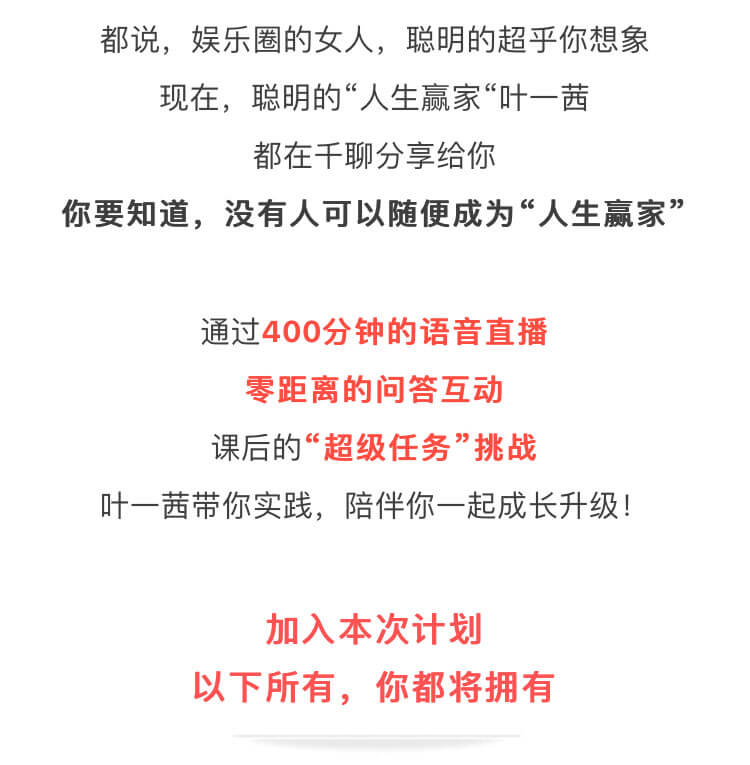 都说，娱乐圈的女人，聪明的超乎你想象
现在，聪明的“人生赢家“叶一茜
都在千聊分享给你
你要知道，没有人可以随便成为“人生赢家”
通过400分钟的语音直播
零距离的问答互动
课后的“超级任务”挑战
叶一茜带你实践，陪伴你一起成长升级！
加入本次计划
以下所有，你都将拥有